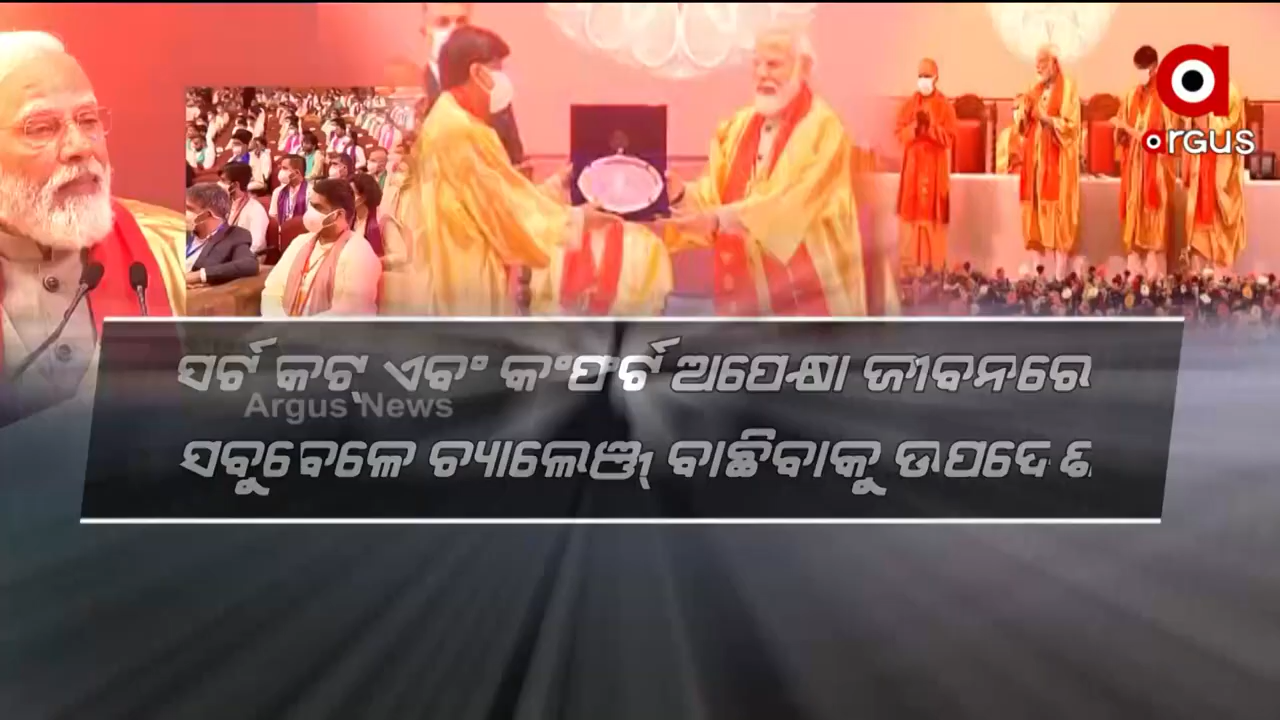 argus
ସର୍ଟ କଟ୍ ଏବଂ କଂଫର୍ଟ ଅପେକ୍ଷା ଜୀବନରେ
Argus News
ସବୁବେଳେ ଚ୍ୟାଲେଞ୍ଜ୍ ବାଛିବାକୁ ଉପଦେଶ